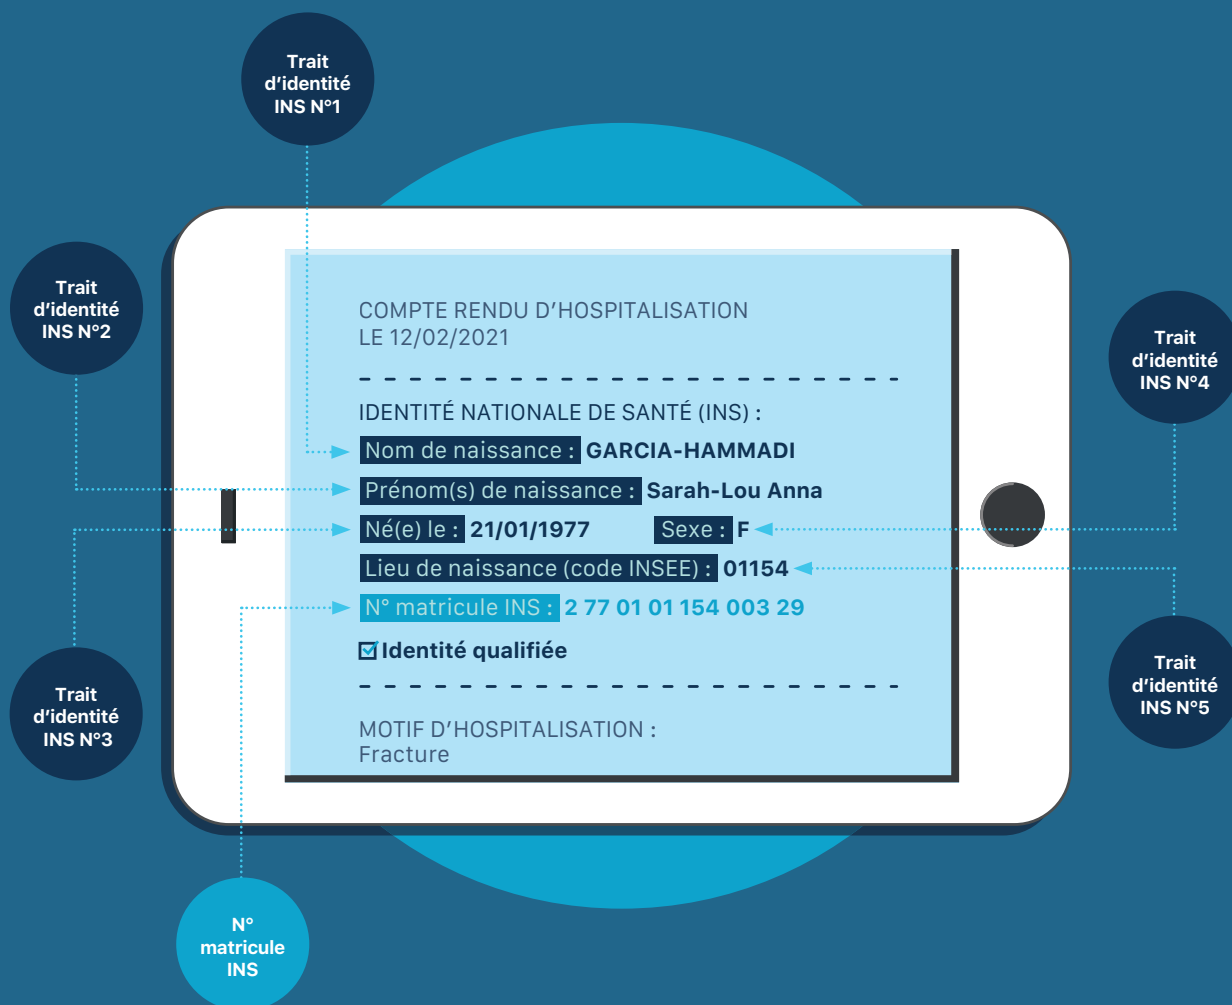 Trait
d'identité
INS N°1
Trait
d'identité
INS N°2
COMPTE RENDU D'HOSPITALISATION
LE 12/02/2021
Trait
d'identité
INS N°4
IDENTITÉ NATIONALE DE SANTÉ (INS) :
Nom de naissance : GARCIA-HAMMADI
Prénom(s) de naissance : Sarah-Lou Anna
Né(e) le : 21/01/1977 Sexe : F
Lieu de naissance (code INSEE) : 01154
N° matricule INS : 2 77 01 01 154 003 29
Identité qualifiée
Trait
d'identité
INS N°3
Trait
d'identité
INS N°5
MOTIF D'HOSPITALISATION :
Fracture
N°
matricule
INS